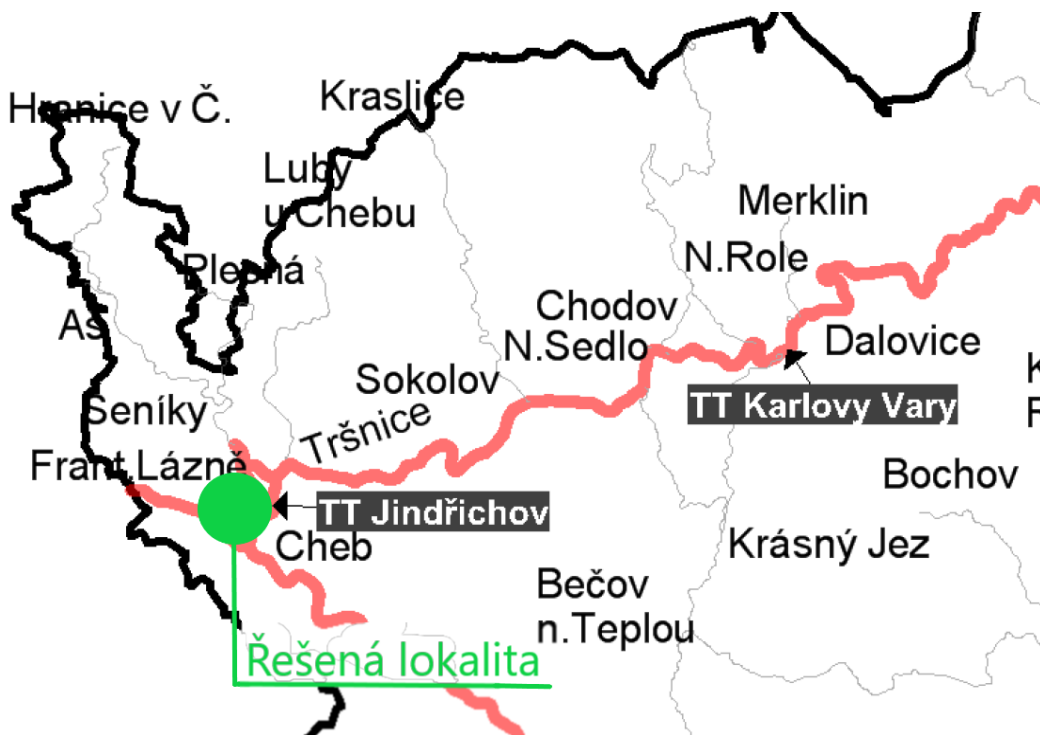 Kraslice
Hranice v Č.
Luby
u Chebu
Merklin
N.Role
Plesná
Chodov
Aš
Dalovice
N.Sedlo
Sokolov
K
TT Karlovy Vary
F
Seníky
Tršnice
Frant.Lázně
Bochov
TT Jindřichov
Cheb
Krásný Jez
Bečov
n.Teplou
Řešená lokalita